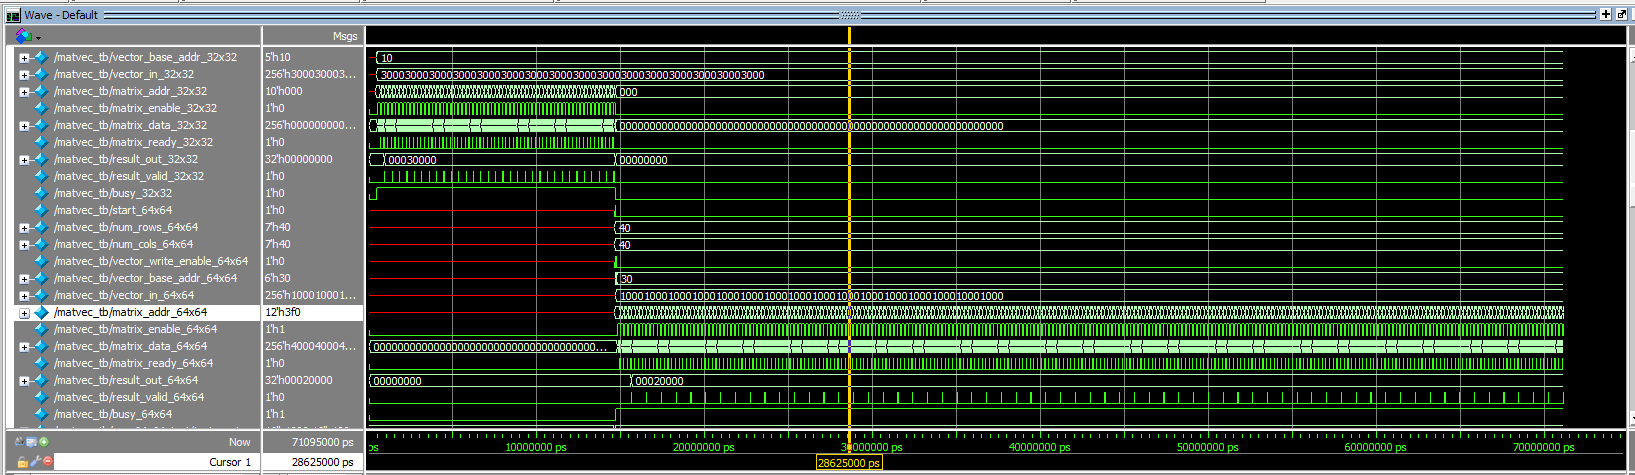 Wave - Default
Msgs
/matvec_tb/vector_base_addr_32x32 5'h10 10
/matvec_tb/vector_in_32x32 256'h300030003... 3000300030003000300030003000300030003000300030003000300030003000
/matvec_tb/matrix_addr_32x32 10'h000 000
/matvec_tb/matrix_enable_32x32 1'h0
/matvec_tb/matrix_data_32x32 256'h000000000... 0000000000000000000000000000000000000000000000000000000000000000
/matvec_tb/matrix_ready_32x32 1'h0
/matvec_tb/result_out_32x32 32'h00000000 00030000 00000000
/matvec_tb/result_valid_32x32 1'h0
/matvec_tb/busy_32x32 1'h0
/matvec_tb/start_64x64 1'h0
/matvec_tb/num_rows_64x64 7'h40 40
/matvec_tb/num_cols_64x64 7'h40 40
/matvec_tb/vector_write_enable_64x64 1'h0
/matvec_tb/vector_base_addr_64x64 6'h30 30
/matvec_tb/vector_in_64x64 256'h100010001... 1000100010001000100010001000100010001000100010001000100010001000
/matvec_tb/matrix_addr_64x64 12'h3f0
/matvec_tb/matrix_enable_64x64 1'h1
/matvec_tb/matrix_data_64x64 256'h400040004... 0000000000000000000000000000000000000...
/matvec_tb/matrix_ready_64x64 1'h0
/matvec_tb/result_out_64x64 32'h00020000 00000000 00020000
/matvec_tb/result_valid_64x64 1'h0
/matvec_tb/busy_64x64 1'h1
Now 71095000 ps ps 10000000 ps 20000000 ps 30000000 ps 40000000 ps 50000000 ps 60000000 ps 70000000 ps
Cursor 1 28625000 ps 28625000 ps